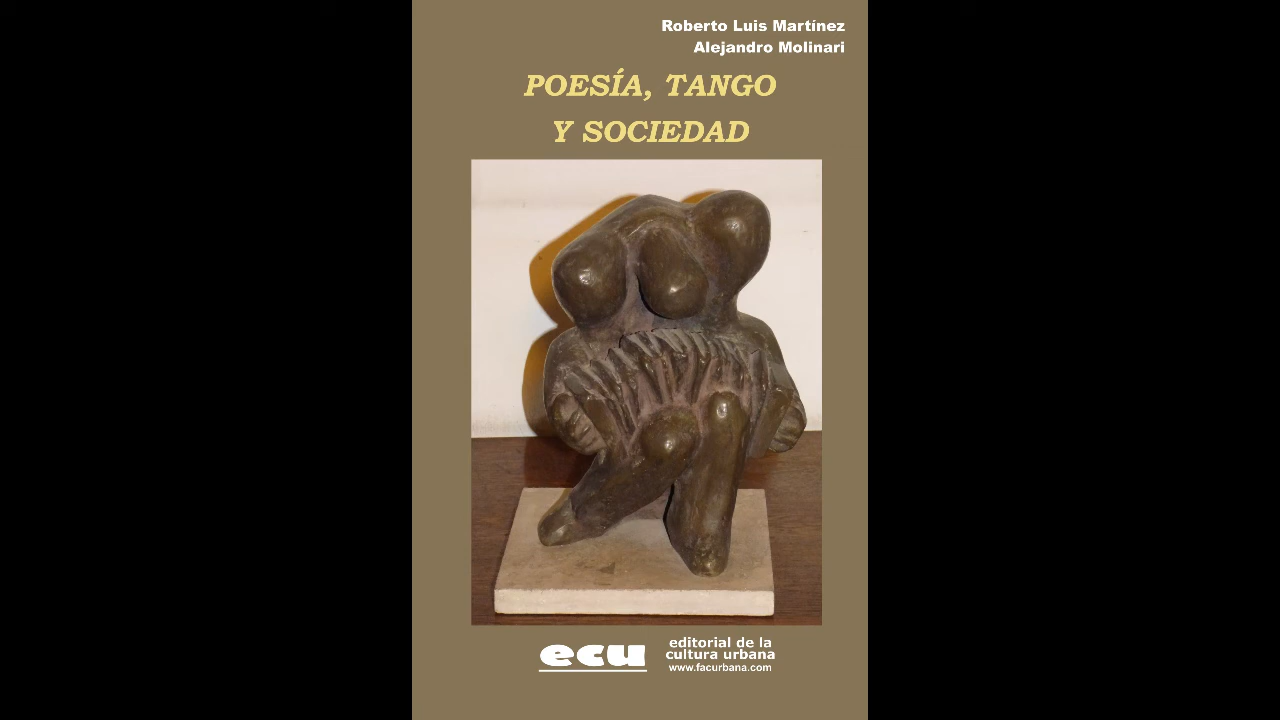 Roberto Luis Martínez
Alejandro Molinari
POESÍA, TANGO
Y SOCIEDAD
ecu
editorial de la
cultura urbana
www.facurbana.com